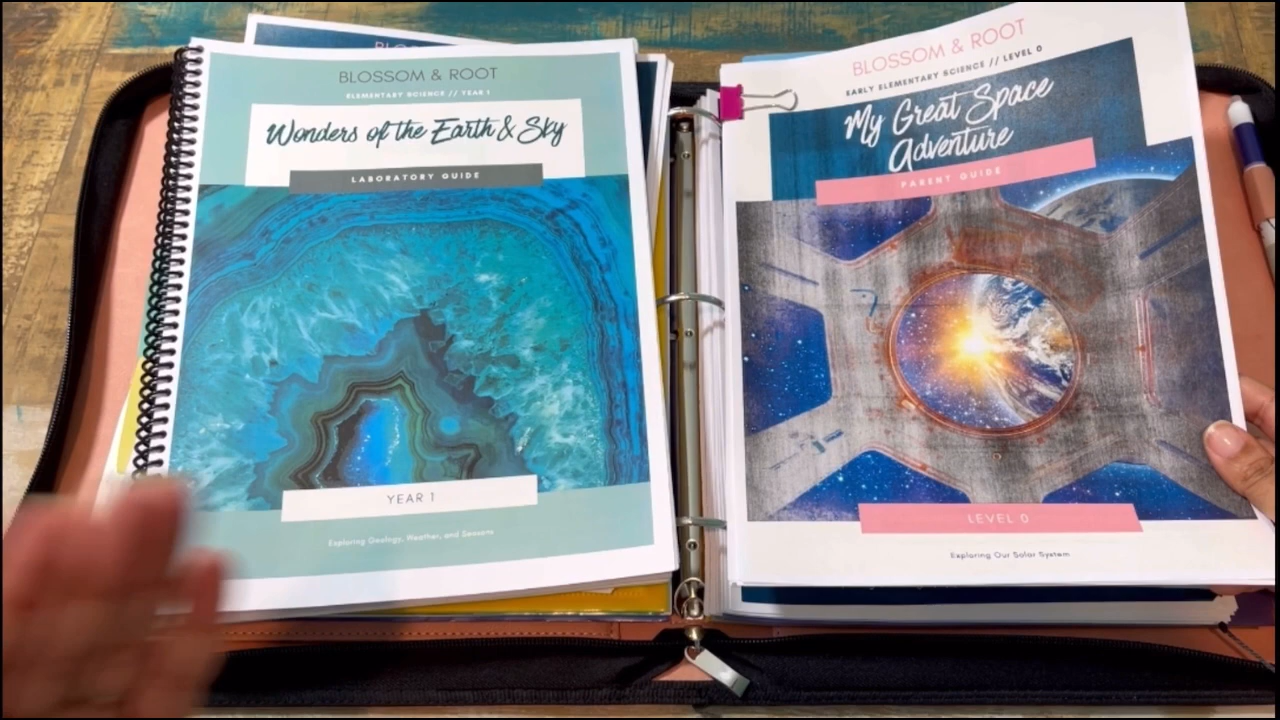 BLOSSOM & ROOT
ELEMENTARY SCIENCE // YEAR 1
Wonders of the Earth & Sky
LABORATORY GUIDE
YEAR 1
Exploring Geology, Weather, and Seasons
BLO
BLOSSOM & ROOT
EARLY ELEMENTARY SCIENCE // LEVEL 0
My Great Space
Adventure
PARENT GUIDE
LEVEL 0
Exploring Our Solar System